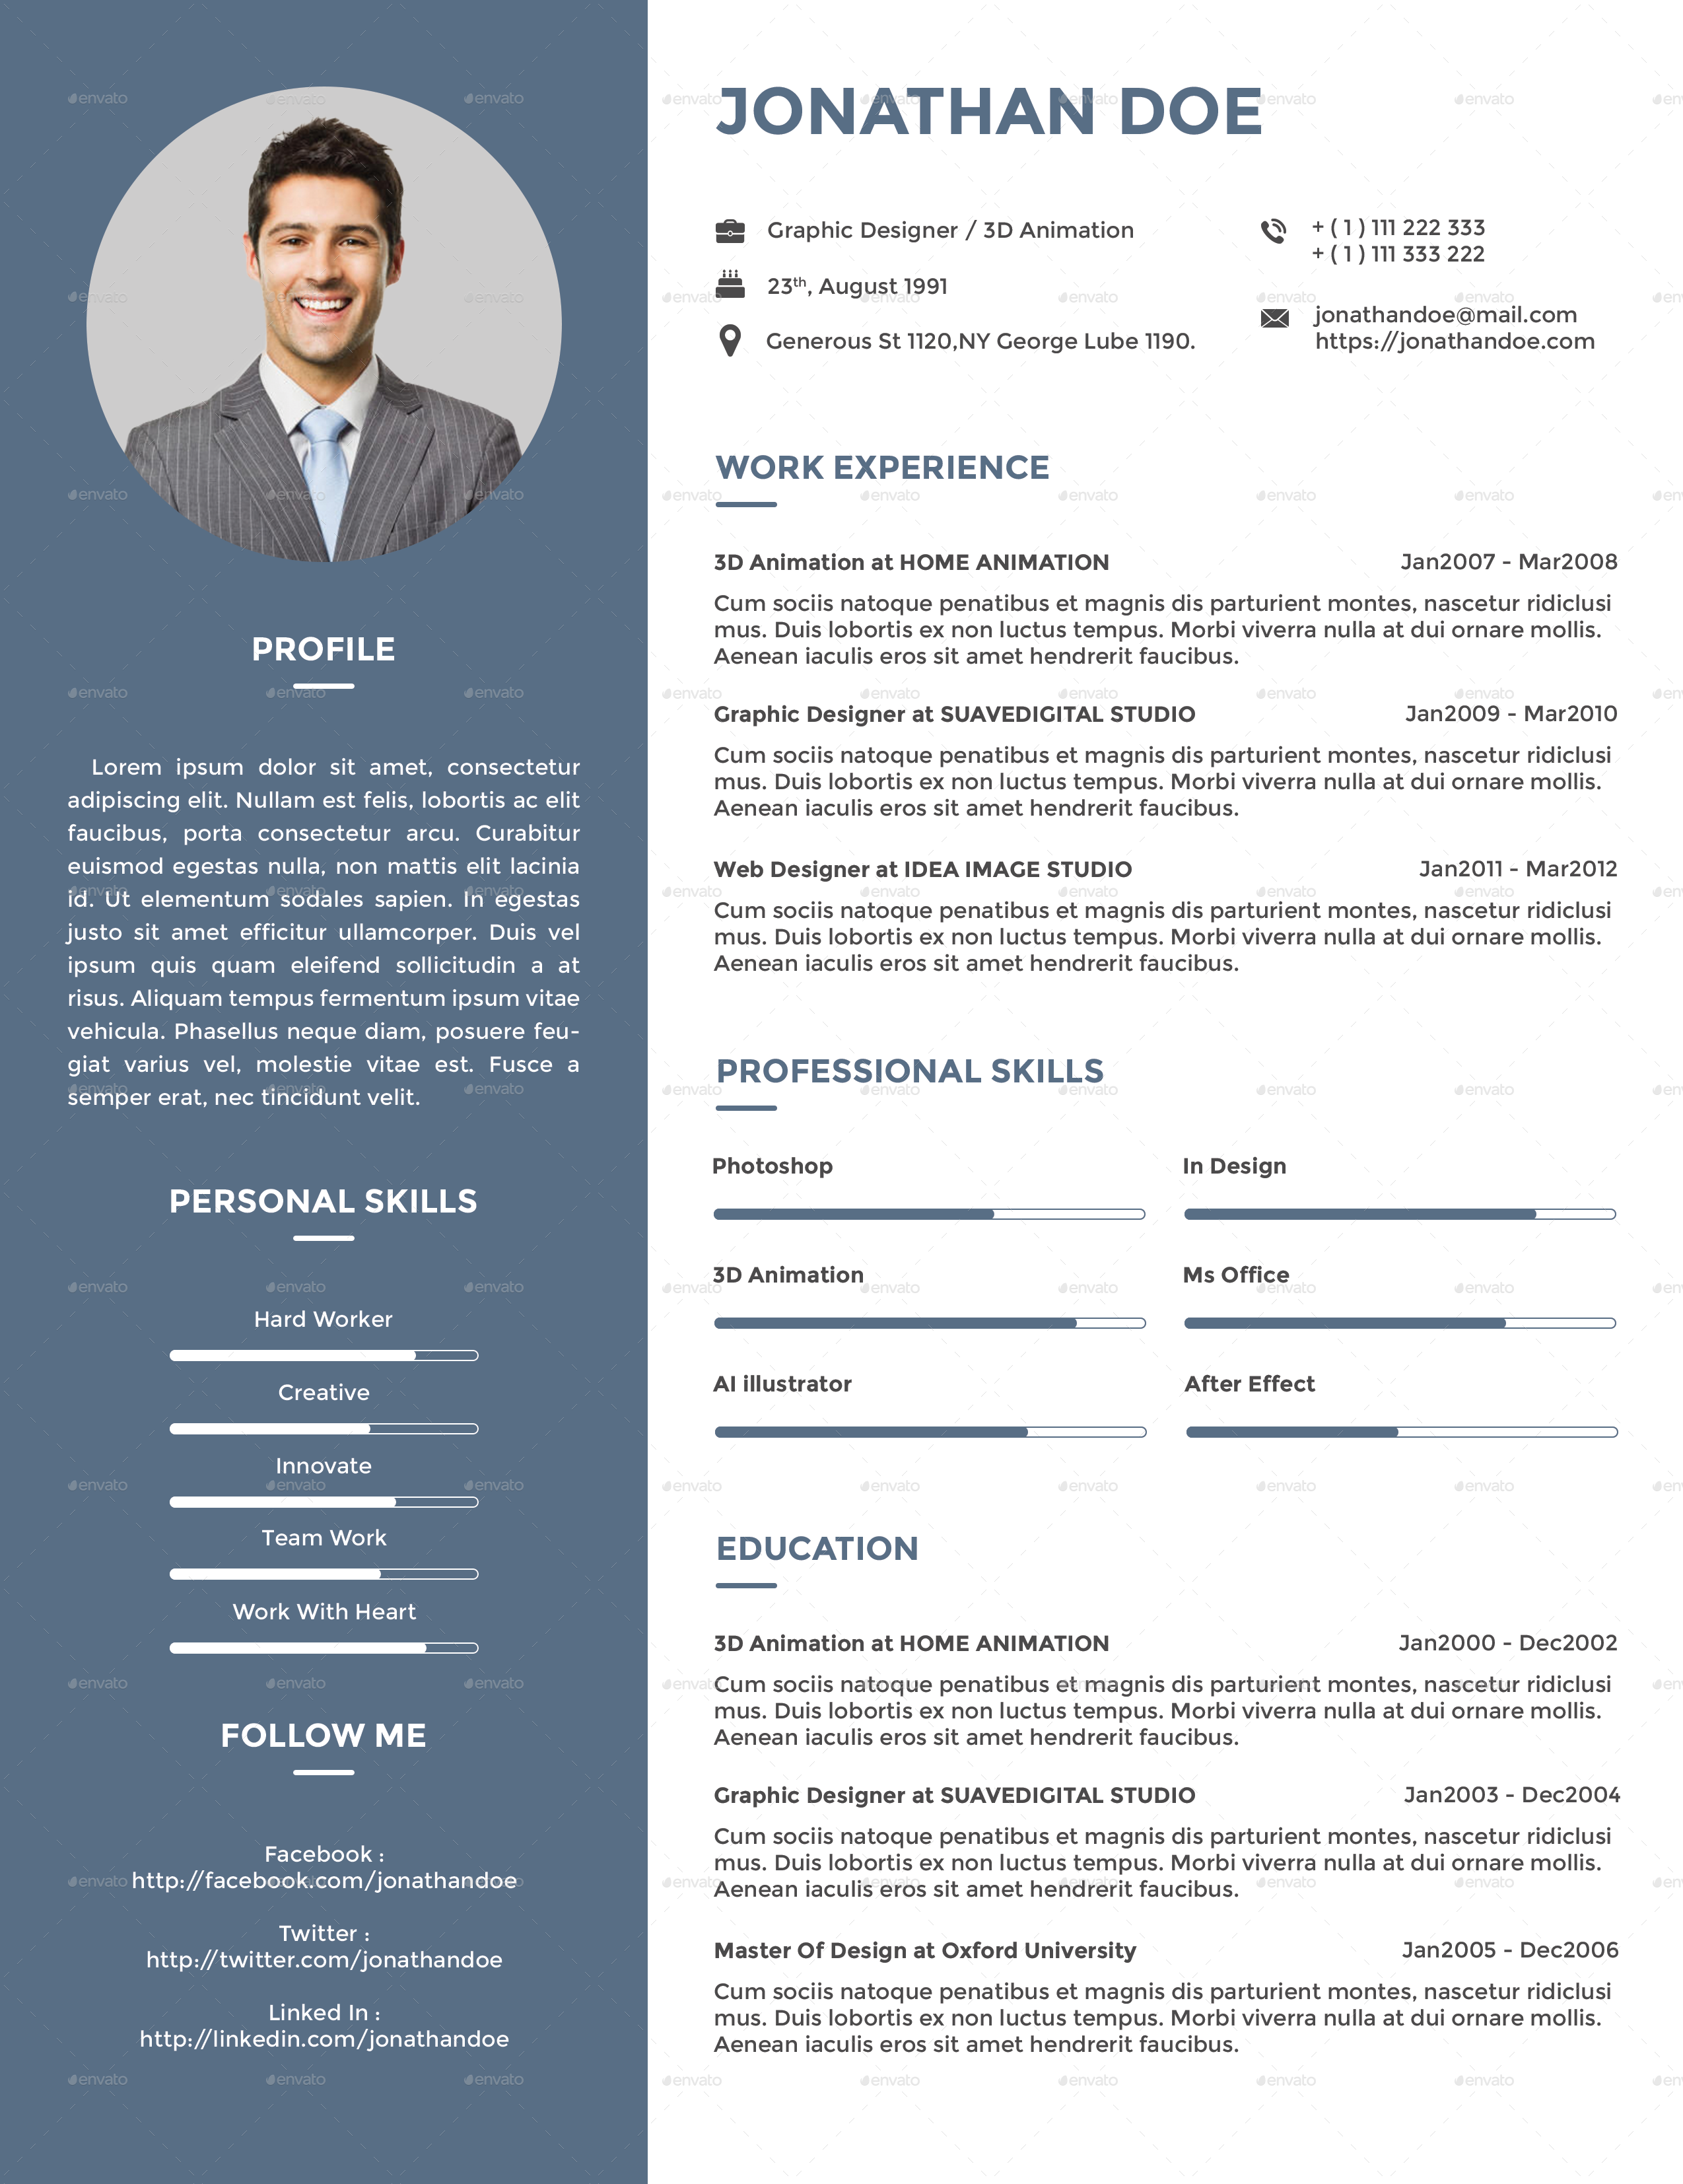 PROFILE
Lorem ipsum dolor sit amet, consectetur
adipiscing elit. Nullam est felis, lobortis ac elit
faucibus, porta consectetur arcu. Curabitur
euismod egestas nulla, non mattis elit lacinia
id. Ut elementum sodales sapien. In egestas
justo sit amet efficitur ullamcorper. Duis vel
ipsum quis quam eleifend sollicitudin a at
risus. Aliquam tempus fermentum ipsum vitae
vehicula. Phasellus neque diam, posuere feu-
giat varius vel, molestie vitae est. Fusce a
semper erat, nec tincidunt velit.
PERSONAL SKILLS
Hard Worker
Creative
Innovate
Team Work
Work With Heart
FOLLOW ME
Facebook :
http://facebook.com/jonathandoe
Twitter :
http://twitter.com/jonathandoe
Linked In :
http://linkedin.com/jonathandoe
JONATHAN DOE
Graphic Designer / 3D Animation
23th, August 1991
Generous St 1120,NY George Lube 1190.
+ ( 1 ) 111 222 333
+ ( 1 ) 111 333 222
jonathandoe@mail.com
https://jonathandoe.com
WORK EXPERIENCE
3D Animation at HOME ANIMATION Jan2007 - Mar2008
Cum sociis natoque penatibus et magnis dis parturient montes, nascetur ridiclusi
mus. Duis lobortis ex non luctus tempus. Morbi viverra nulla at dui ornare mollis.
Aenean iaculis eros sit amet hendrerit faucibus.
Graphic Designer at SUAVEDIGITAL STUDIO Jan2009 - Mar2010
Cum sociis natoque penatibus et magnis dis parturient montes, nascetur ridiclusi
mus. Duis lobortis ex non luctus tempus. Morbi viverra nulla at dui ornare mollis.
Aenean iaculis eros sit amet hendrerit faucibus.
Web Designer at IDEA IMAGE STUDIO Jan2011 - Mar2012
Cum sociis natoque penatibus et magnis dis parturient montes, nascetur ridiclusi
mus. Duis lobortis ex non luctus tempus. Morbi viverra nulla at dui ornare mollis.
Aenean iaculis eros sit amet hendrerit faucibus.
PROFESSIONAL SKILLS
Photoshop In Design
3D Animation Ms Office
AI illustrator After Effect
EDUCATION
3D Animation at HOME ANIMATION Jan2000 - Dec2002
Cum sociis natoque penatibus et magnis dis parturient montes, nascetur ridiclusi
mus. Duis lobortis ex non luctus tempus. Morbi viverra nulla at dui ornare mollis.
Aenean iaculis eros sit amet hendrerit faucibus.
Graphic Designer at SUAVEDIGITAL STUDIO Jan2003 - Dec2004
Cum sociis natoque penatibus et magnis dis parturient montes, nascetur ridiclusi
mus. Duis lobortis ex non luctus tempus. Morbi viverra nulla at dui ornare mollis.
Aenean iaculis eros sit amet hendrerit faucibus.
Master Of Design at Oxford University Jan2005 - Dec2006
Cum sociis natoque penatibus et magnis dis parturient montes, nascetur ridiclusi
mus. Duis lobortis ex non luctus tempus. Morbi viverra nulla at dui ornare mollis.
Aenean iaculis eros sit amet hendrerit faucibus.
envato